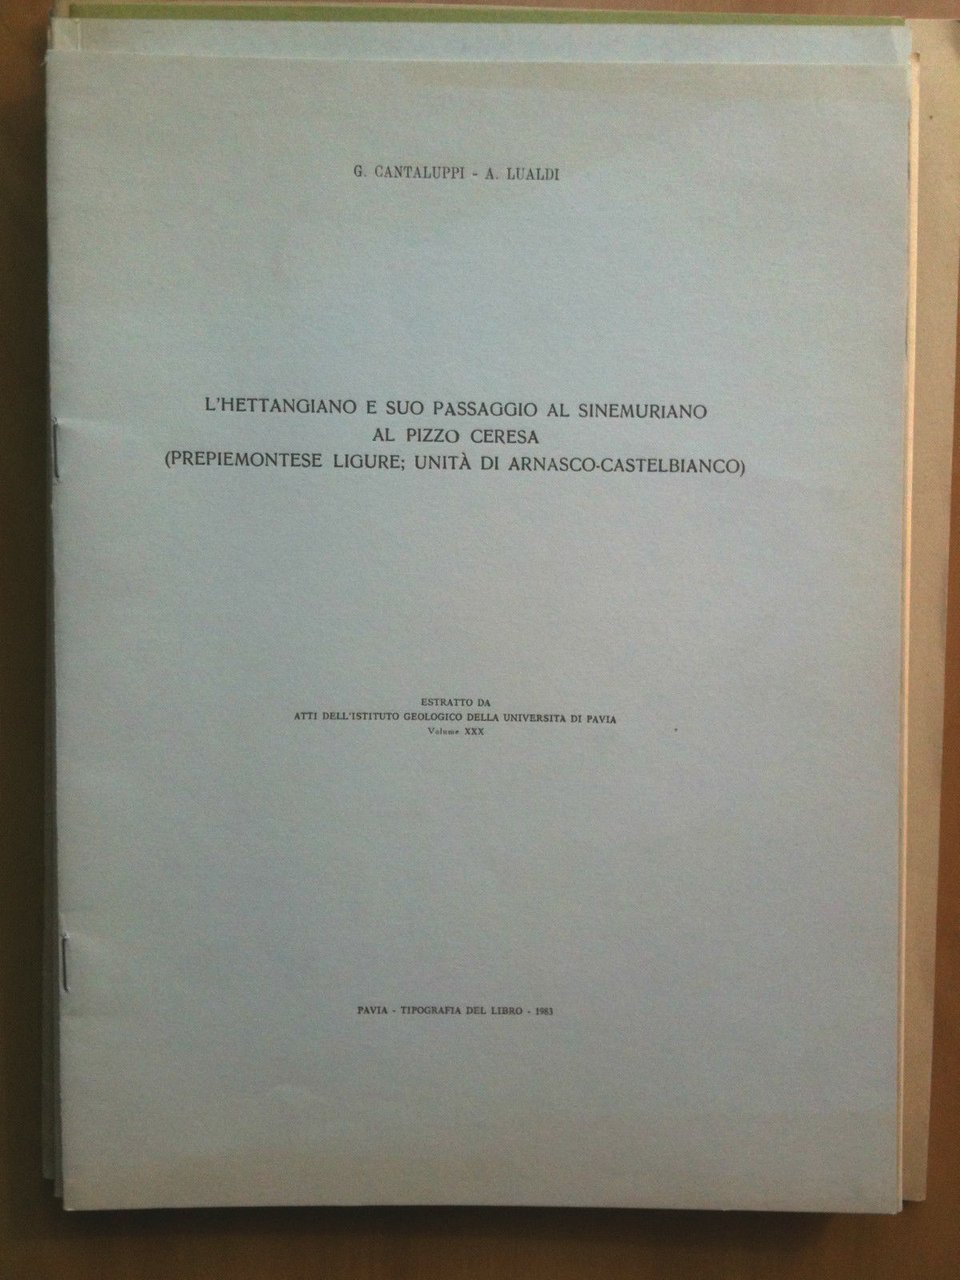 G. CANTALUPPI - A. LUALDI
L'HETTANGIANO E SUO PASSAGGIO AL SINEMURIANO
AL PIZZO CERESA
(PREPIEMONTESE LIGURE; UNITÀ DI ARNASCO-CASTELBIANCO)
ESTRATTO DA
ATTI DELL'ISTITUTO GEOLOGICO DELLA UNIVERSITA DI PAVIA
Volume XXX
PAVIA - TIPOGRAFIA DEL LIBRO - 1983